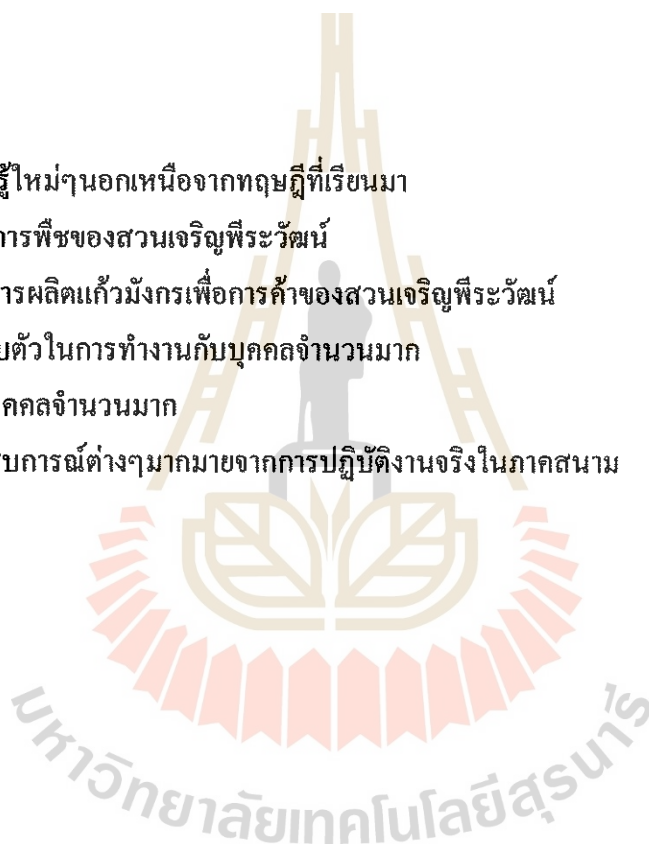 รู้ใหม่ๆนอกเหนือจากทฤษฎีที่เรียนมา
การพืชของสวนเจริญพีระวัฒน์
การผลิตแก้วมังกรเพื่อการค้าของสวนเจริญพีระวัฒน์
ตัวในการทำงานกับบุคคลจำนวนมาก
บุคคลจำนวนมาก
การณ์ต่างๆมากมายจากการปฏิบัติงานจริงในภาคสนาม
มหาวิทยาลัยเทคโนโลยีสุรนารี